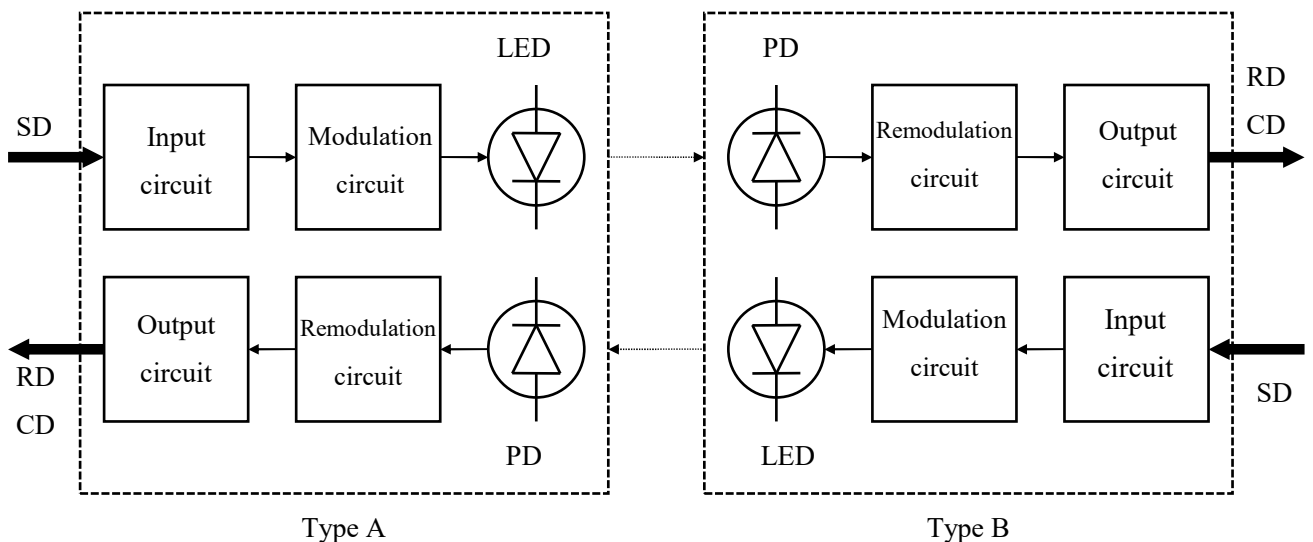 LED
PD
SD
Input
circuit
Modulation
circuit
Remodulation
circuit
Output
circuit
RD
CD
Output
circuit
Remodulation
circuit
Modulation
circuit
Input
circuit
RD
CD
SD
PD
LED
Type A
Type B